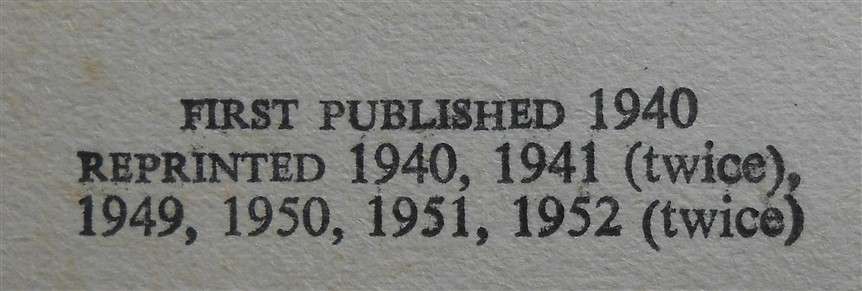 FIRST PUBLISHED 1940
REPRINTED 1940, 1941 (twice),
1949, 1950, 1951, 1952 (twice)